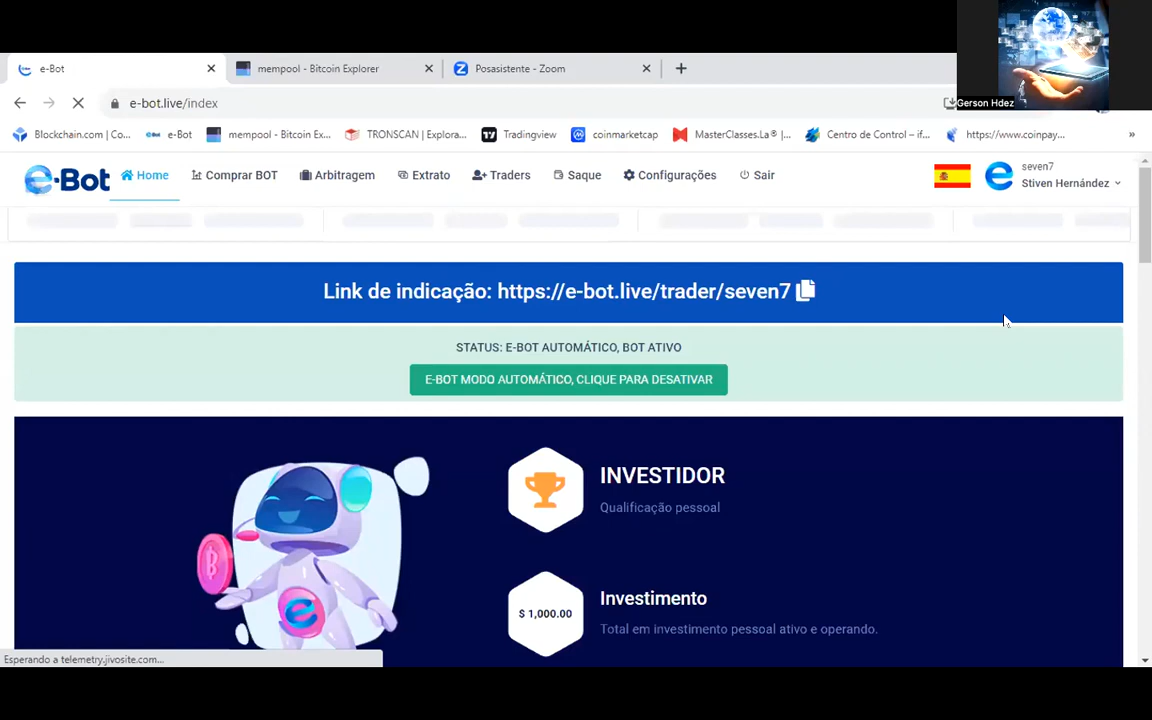 e-Bot
mempool - Bitcoin Explorer
Posasistente - Zoom
e-bot.live/index
Gerson Hdez
Blockchain.com | Co...
e-Bot
mempool - Bitcoin Ex...
TRONSCAN | Explora...
Tradingview
coinmarketcap
MasterClasses.La® |...
Centro de Control – if...
https://www.coinpay...
»
e-Bot
Home
Comprar BOT
Arbitragem
Extrato
Traders
Saque
Configurações
Sair
seven7
Stiven Hernández
Link de indicação: https://e-bot.live/trader/seven7
STATUS: E-BOT AUTOMÁTICO, BOT ATIVO
E-BOT MODO AUTOMÁTICO, CLIQUE PARA DESATIVAR
INVESTIDOR
Qualificação pessoal
$ 1,000.00
Investimento
Total em investimento pessoal ativo e operando.
Esperando a telemetry.jivosite.com...